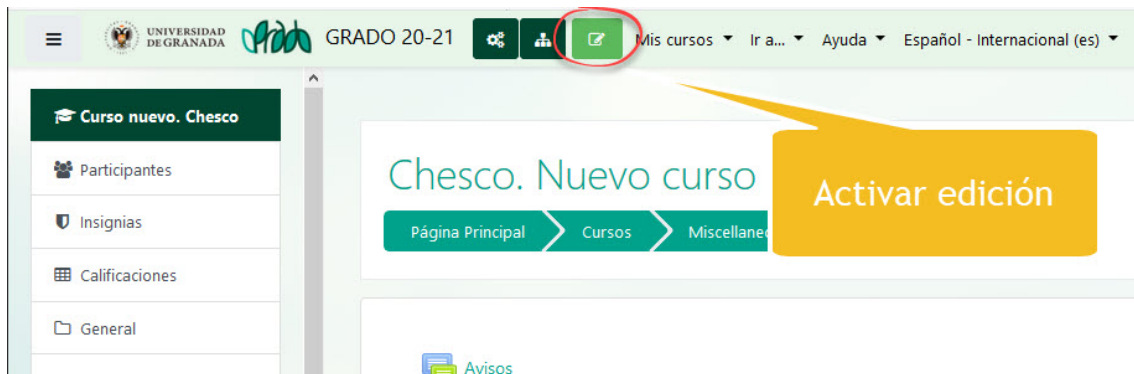 UNIVERSIDAD
DE GRANADA
GRADO 20-21
Mis cursos
Ir a...
Ayuda
Español - Internacional (es)
Curso nuevo. Chesco
Participantes
Insignias
Calificaciones
General
Chesco. Nuevo curso
Página Principal
Cursos
Activar edición
Avisos